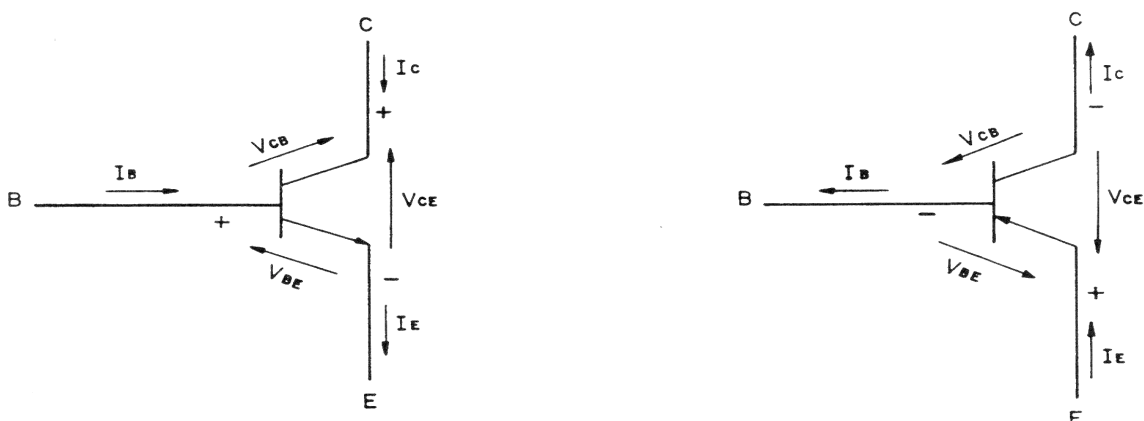 C
IC
+
VCB
IB
B
+
VCE
VBE
-
IE
E
C
IC
-
VCB
IB
B
-
VCE
VBE
+
IE
E